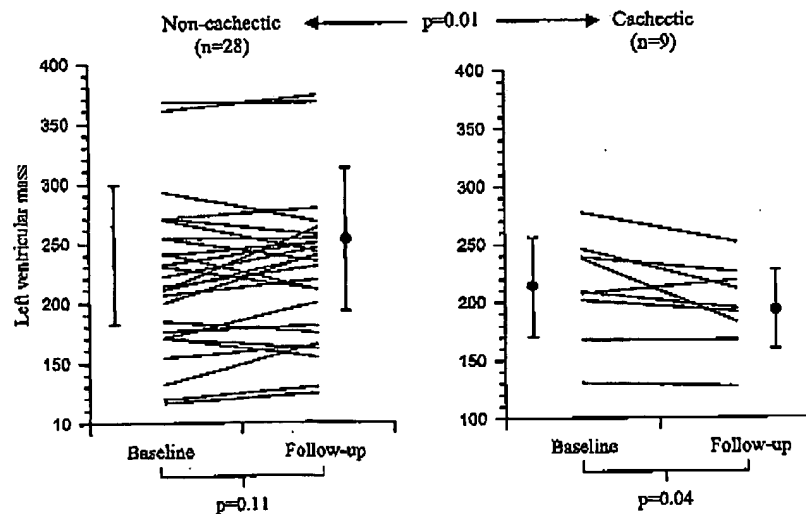 Non-cachectic p=0.01 Cachectic
(n=28) (n=9)
Left ventricular mass
400
350
300
250
200
150
10
Baseline Follow-up
p=0.11
400
350
300
250
200
150
100
Baseline Follow-up
p=0.04